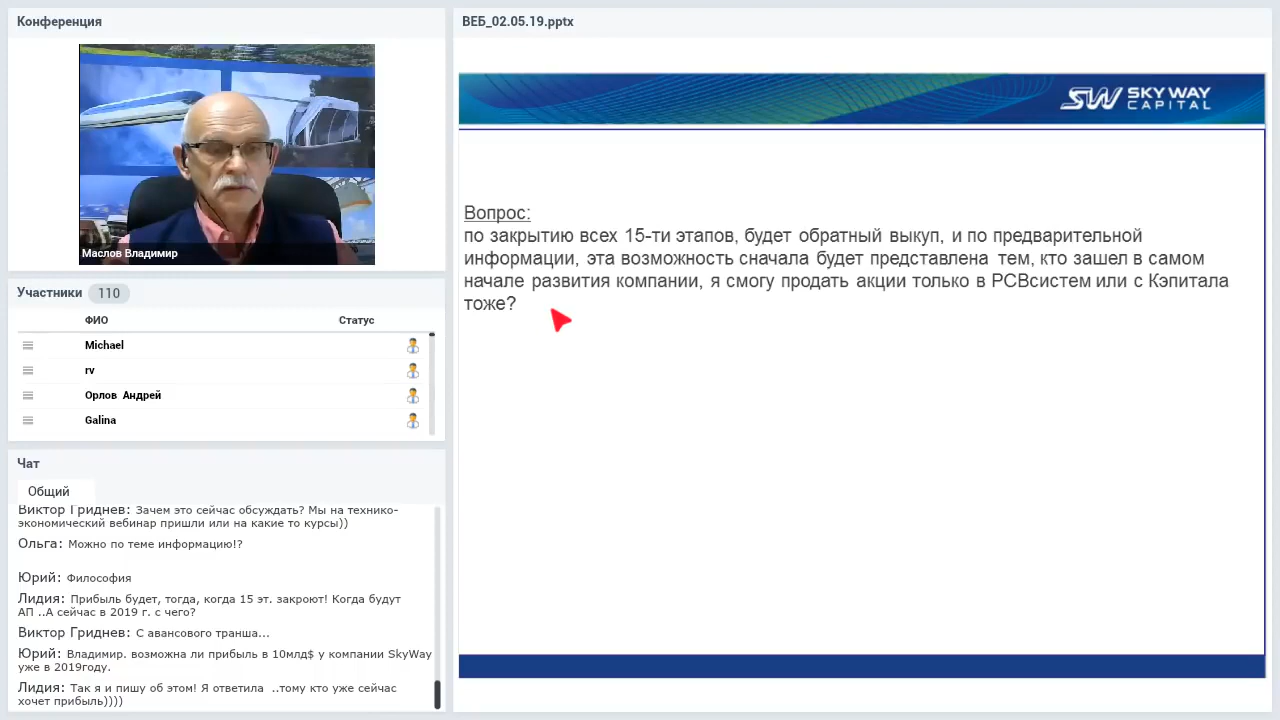 Конференция
Маслов Владимир
Участники 110
ФИО Статус
Michael
rv
Орлов Андрей
Galina
Чат
Общий
Виктор Гриднев: Зачем это сейчас обсуждать? Мы на технико-
экономический вебинар пришли или на какие то курсы))
Ольга: Можно по теме информацию!?
Юрий: Философия
Лидия: Прибыль будет, тогда, когда 15 эт. закроют! Когда будут
АП ..А сейчас в 2019 г. с чего?
Виктор Гриднев: С авансового транша...
Юрий: Владимир. возможна ли прибыль в 10млд$ у компании SkyWay
уже в 2019году.
Лидия: Так я и пишу об этом! Я ответила ..тому кто уже сейчас
хочет прибыль))))
ВЕБ_02.05.19.pptx
SW SKY WAY
CAPITAL
Вопрос:
по закрытию всех 15-ти этапов, будет обратный выкуп, и по предварительной
информации, эта возможность сначала будет представлена тем, кто зашел в самом
начале развития компании, я смогу продать акции только в РСВсистем или с Кэпитала
тоже?